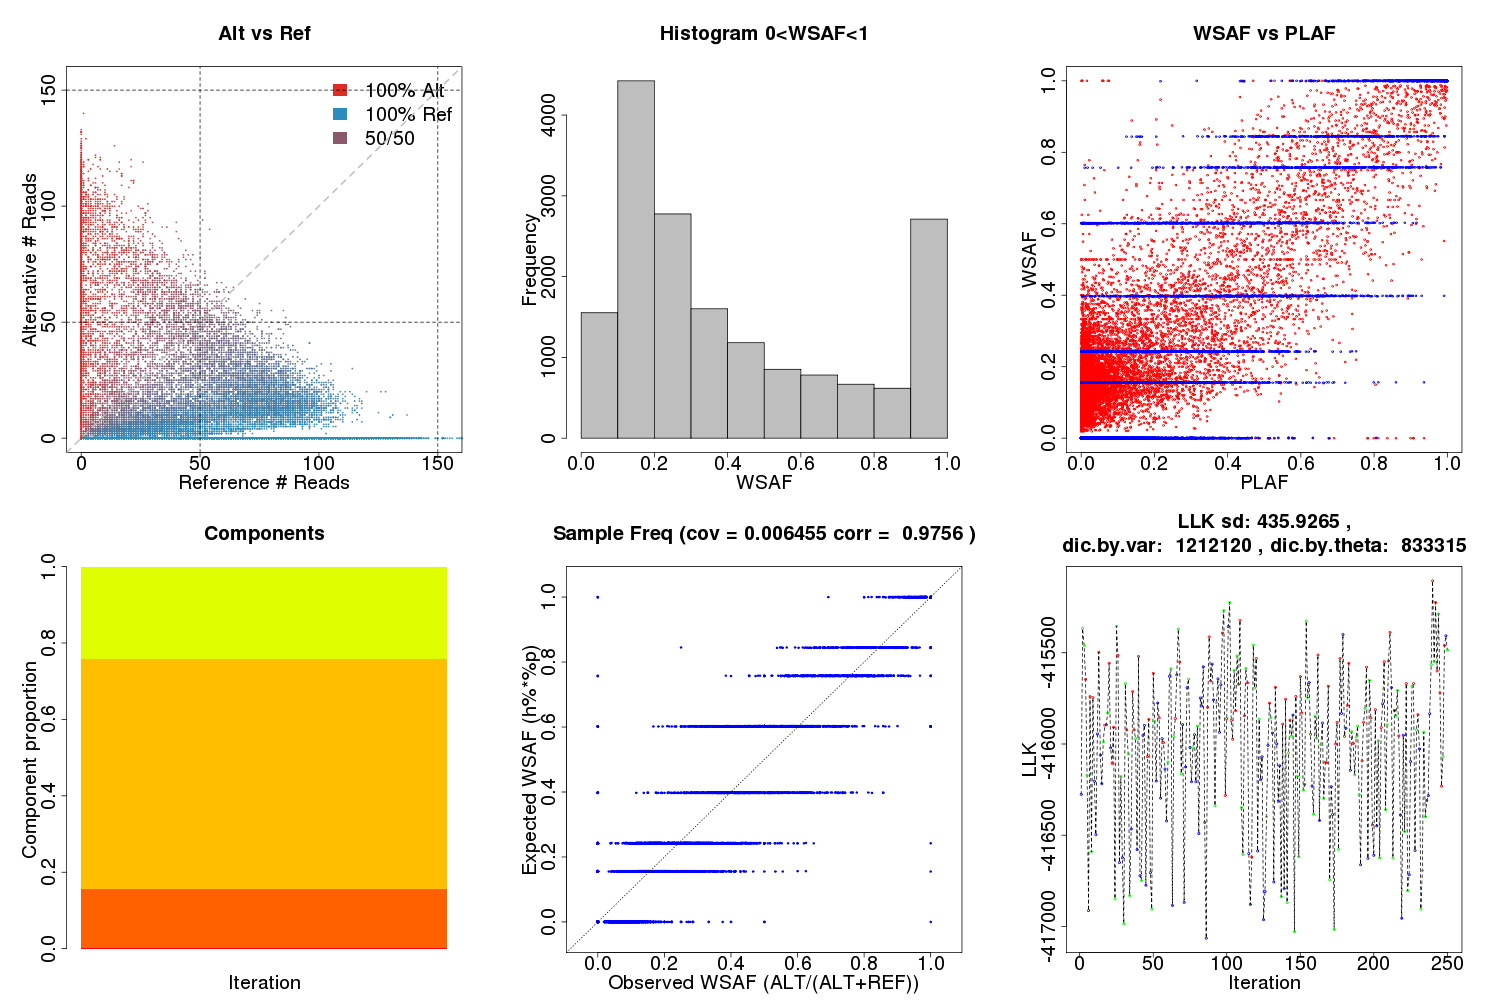 Alt vs Ref
Alternative # Reads
150
100
50
0
100% Alt
100% Ref
50/50
0 50 100 150
Reference # Reads
Histogram 0<WSAF<1
Frequency
4000
3000
2000
1000
0
0.0 0.2 0.4 0.6 0.8 1.0
WSAF
WSAF vs PLAF
WSAF
1.0
0.8
0.6
0.4
0.2
0.0
0.0 0.2 0.4 0.6 0.8 1.0
PLAF
Components
Component proportion
1.0
0.8
0.6
0.4
0.2
0.0
Iteration
Sample Freq (cov = 0.006455 corr = 0.9756 )
Expected WSAF (h%*%p)
1.0
0.8
0.6
0.4
0.2
0.0
0.0 0.2 0.4 0.6 0.8 1.0
Observed WSAF (ALT/(ALT+REF))
LLK sd: 435.9265 ,
dic.by.var: 1212120 , dic.by.theta: 833315
LLK
-415500
-416000
-416500
-417000
0 50 100 150 200 250
Iteration